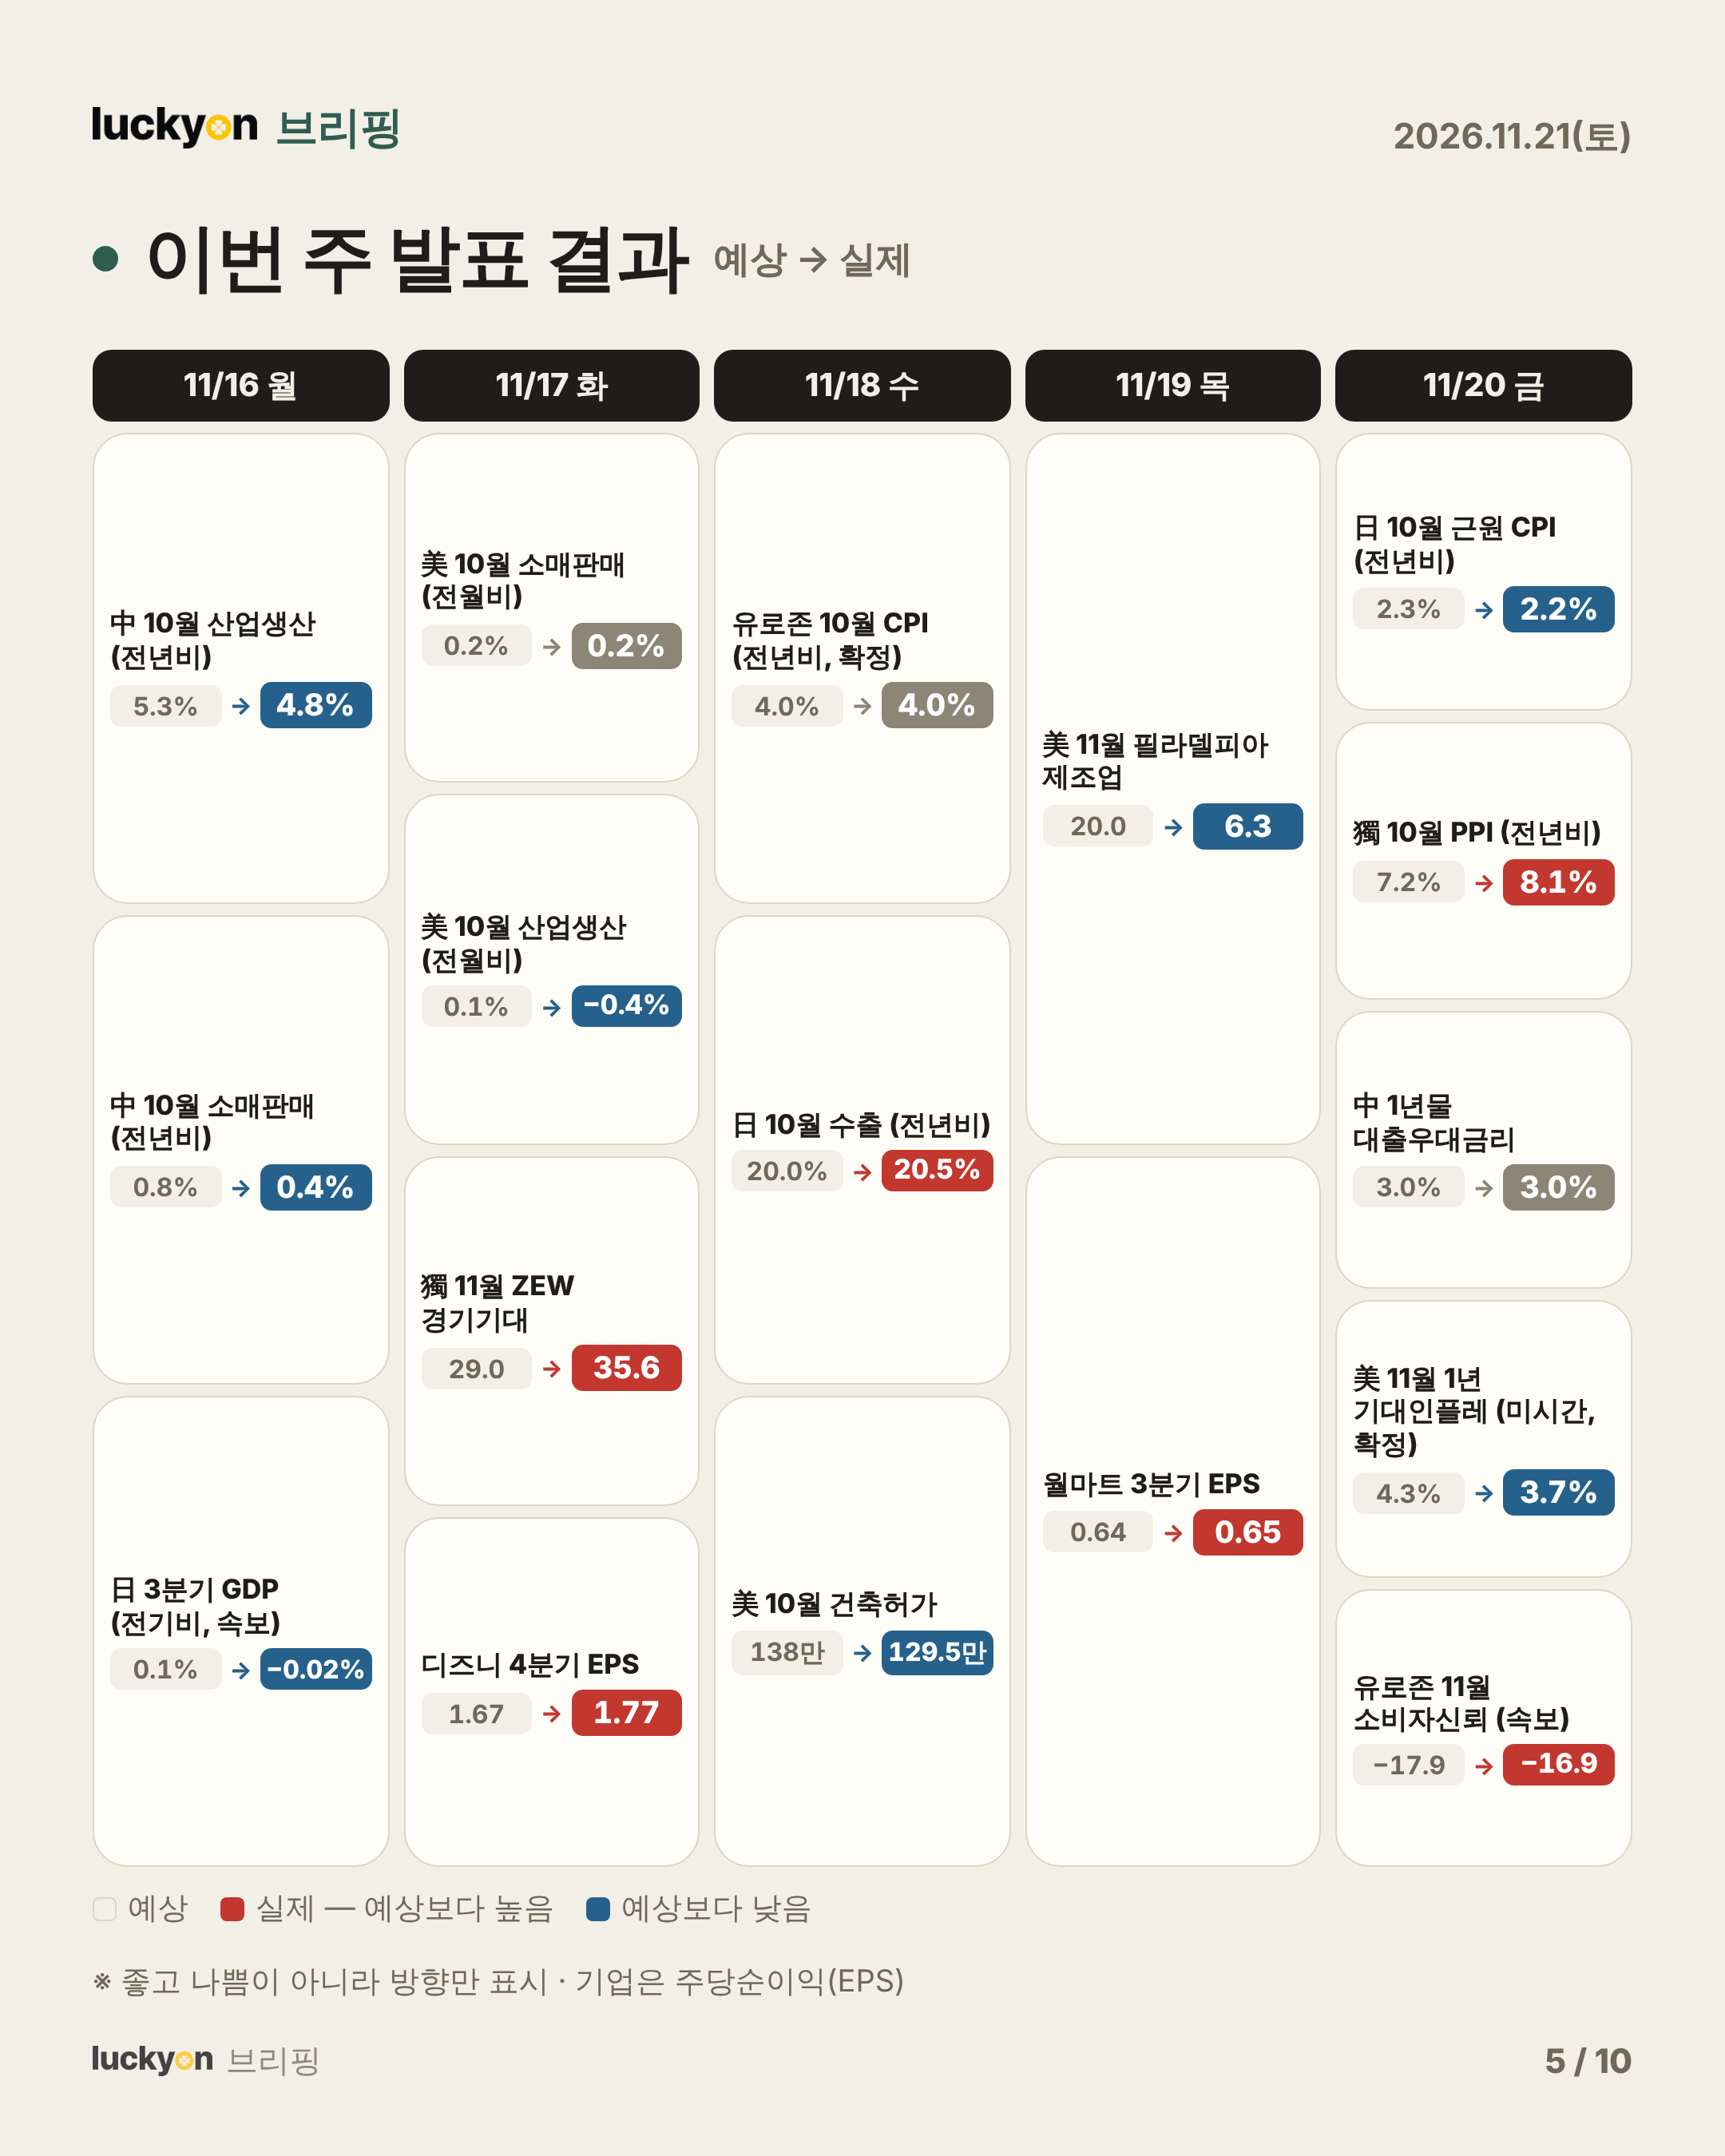 luckyon 브리핑
2026.11.21(토)
이번 주 발표 결과 예상 → 실제
11/16 월
中 10월 산업생산
(전년비)
5.3% → 4.8%
中 10월 소매판매
(전년비)
0.8% → 0.4%
日 3분기 GDP
(전기비, 속보)
0.1% → −0.02%
11/17 화
美 10월 소매판매
(전월비)
0.2% → 0.2%
美 10월 산업생산
(전월비)
0.1% → −0.4%
獨 11월 ZEW
경기기대
29.0 → 35.6
디즈니 4분기 EPS
1.67 → 1.77
11/18 수
유로존 10월 CPI
(전년비, 확정)
4.0% → 4.0%
日 10월 수출 (전년비)
20.0% → 20.5%
美 10월 건축허가
138만 → 129.5만
11/19 목
美 11월 필라델피아
제조업
20.0 → 6.3
월마트 3분기 EPS
0.64 → 0.65
11/20 금
日 10월 근원 CPI
(전년비)
2.3% → 2.2%
獨 10월 PPI (전년비)
7.2% → 8.1%
中 1년물
대출우대금리
3.0% → 3.0%
美 11월 1년
기대인플레 (미시간,
확정)
4.3% → 3.7%
유로존 11월
소비자신뢰 (속보)
−17.9 → −16.9
예상 실제 — 예상보다 높음 예상보다 낮음
※ 좋고 나쁨이 아니라 방향만 표시 · 기업은 주당순이익(EPS)
luckyon 브리핑
5 / 10